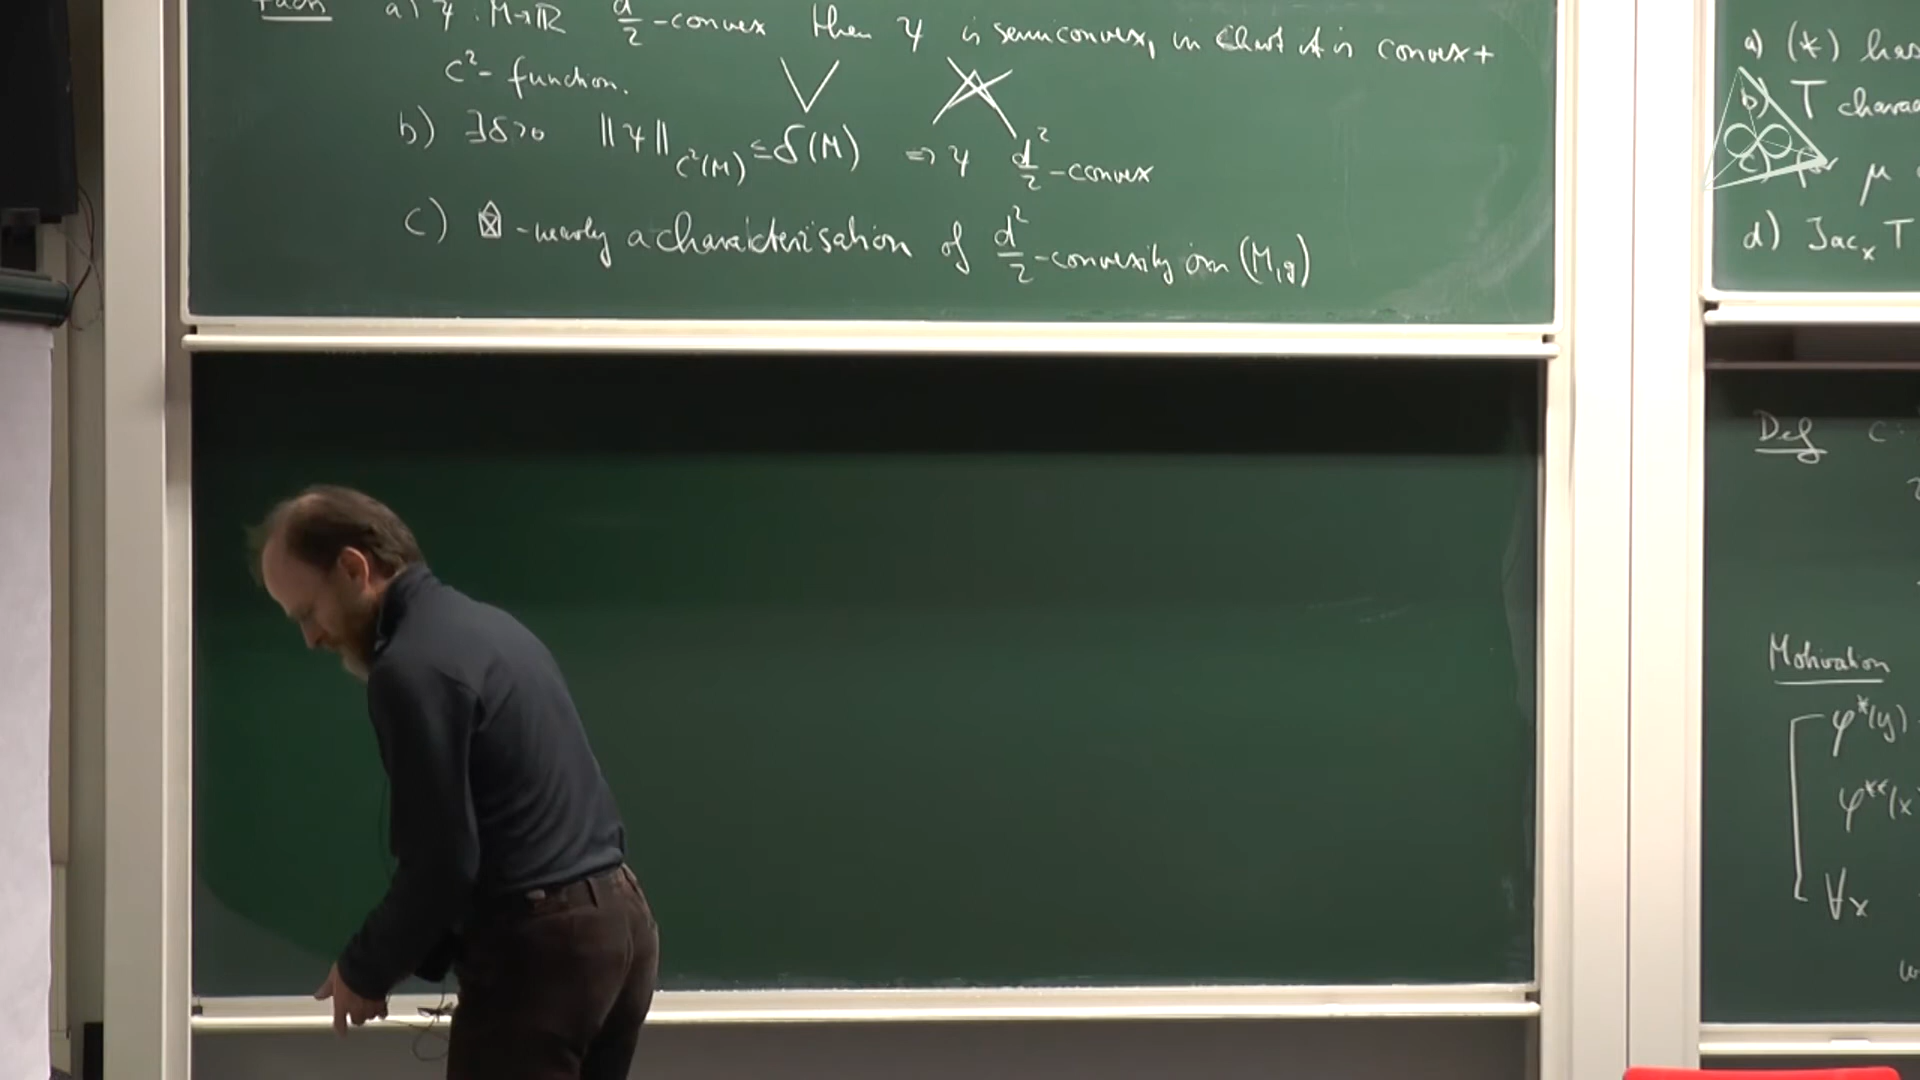 a) ψ : M→ℝ d²/2 -convex then ψ is semiconvex, in chart it is convex +
C²- function.
b) ∃δ>0 ‖ψ‖_{C²(M)} ≤ δ(M) ⇒ ψ d²/2 -convex
c) -nearly a characterisation of d²/2 -convexity on (M,g)
a) (*) has
b) T charac
c) for μ
d) Jacₓ T
Def c :
Motivation
φ*(y)
φ**(x
∀x